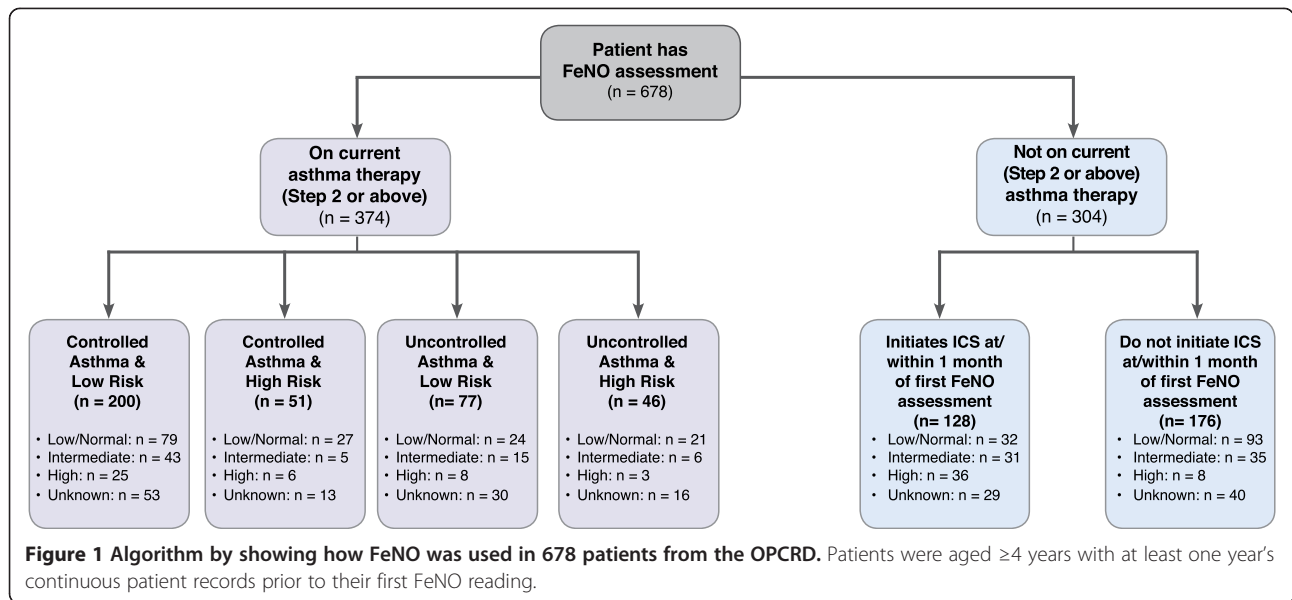 Patient has
FeNO assessment
(n = 678)
On current
asthma therapy
(Step 2 or above)
(n = 374)
Not on current
(Step 2 or above)
asthma therapy
(n = 304)
Controlled
Asthma &
Low Risk
(n = 200)
• Low/Normal: n = 79
• Intermediate: n = 43
• High: n = 25
• Unknown: n = 53
Controlled
Asthma &
High Risk
(n = 51)
• Low/Normal: n = 27
• Intermediate: n = 5
• High: n = 6
• Unknown: n = 13
Uncontrolled
Asthma &
Low Risk
(n= 77)
• Low/Normal: n = 24
• Intermediate: n = 15
• High: n = 8
• Unknown: n = 30
Uncontrolled
Asthma &
High Risk
(n = 46)
• Low/Normal: n = 21
• Intermediate: n = 6
• High: n = 3
• Unknown: n = 16
Initiates ICS at/
within 1 month
of first FeNO
assessment
(n= 128)
• Low/Normal: n = 32
• Intermediate: n = 31
• High: n = 36
• Unknown: n = 29
Do not initiate ICS
at/within 1 month
of first FeNO
assessment
(n= 176)
• Low/Normal: n = 93
• Intermediate: n = 35
• High: n = 8
• Unknown: n = 40
Figure 1 Algorithm by showing how FeNO was used in 678 patients from the OPCRD. Patients were aged ≥4 years with at least one year’s
continuous patient records prior to their first FeNO reading.